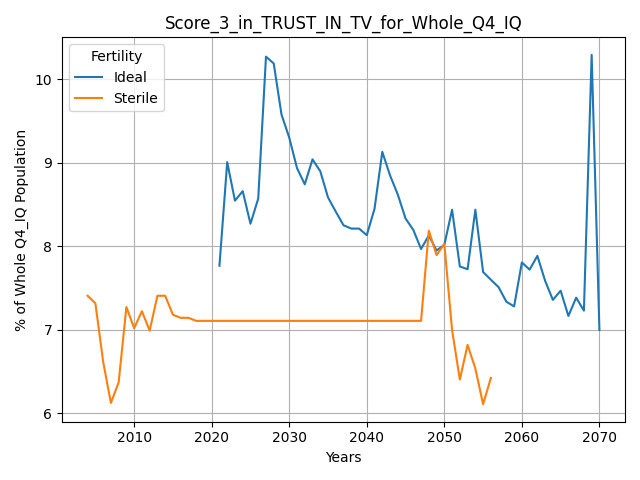 Score_3_in_TRUST_IN_TV_for_Whole_Q4_IQ
Fertility
Ideal
Sterile
% of Whole Q4_IQ Population
10
9
8
7
6
2010 2020 2030 2040 2050 2060 2070
Years